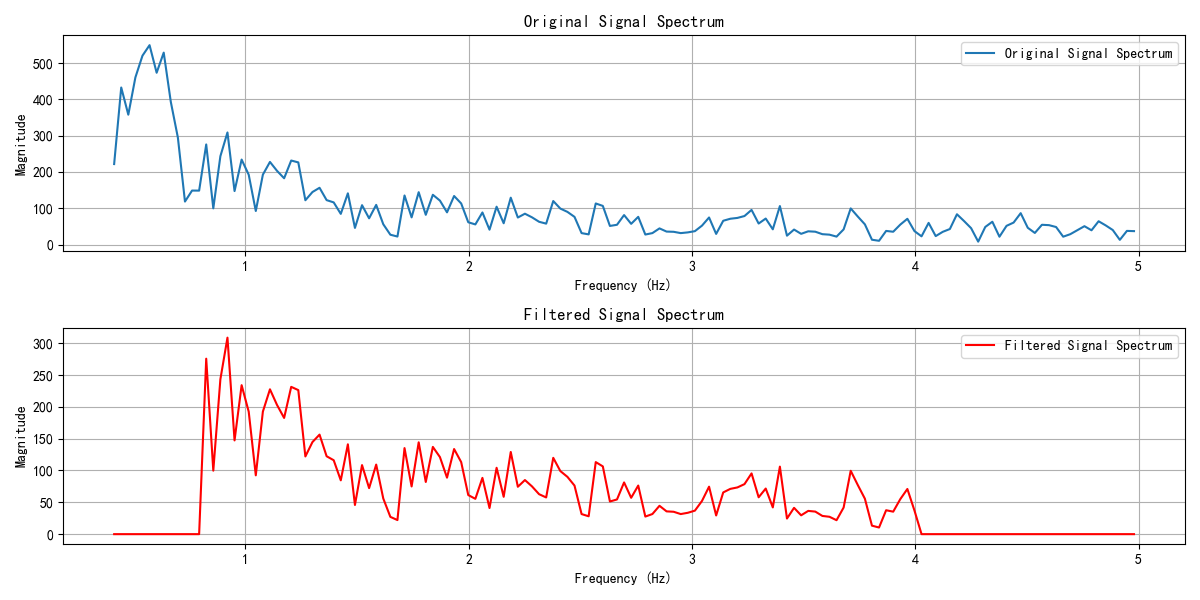 Original Signal Spectrum
Original Signal Spectrum
Magnitude
500
400
300
200
100
0
1
2
3
4
5
Frequency (Hz)
Filtered Signal Spectrum
Filtered Signal Spectrum
Magnitude
300
250
200
150
100
50
0
1
2
3
4
5
Frequency (Hz)